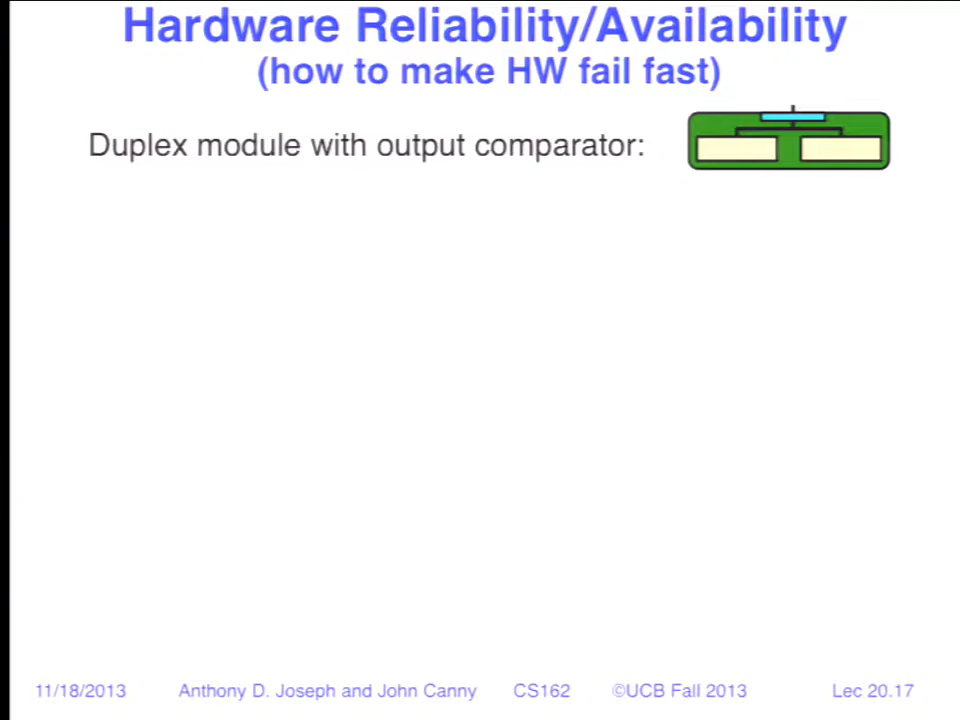 Hardware Reliability/Availability
(how to make HW fail fast)
Duplex module with output comparator:
11/18/2013 Anthony D. Joseph and John Canny CS162 ©UCB Fall 2013 Lec 20.17